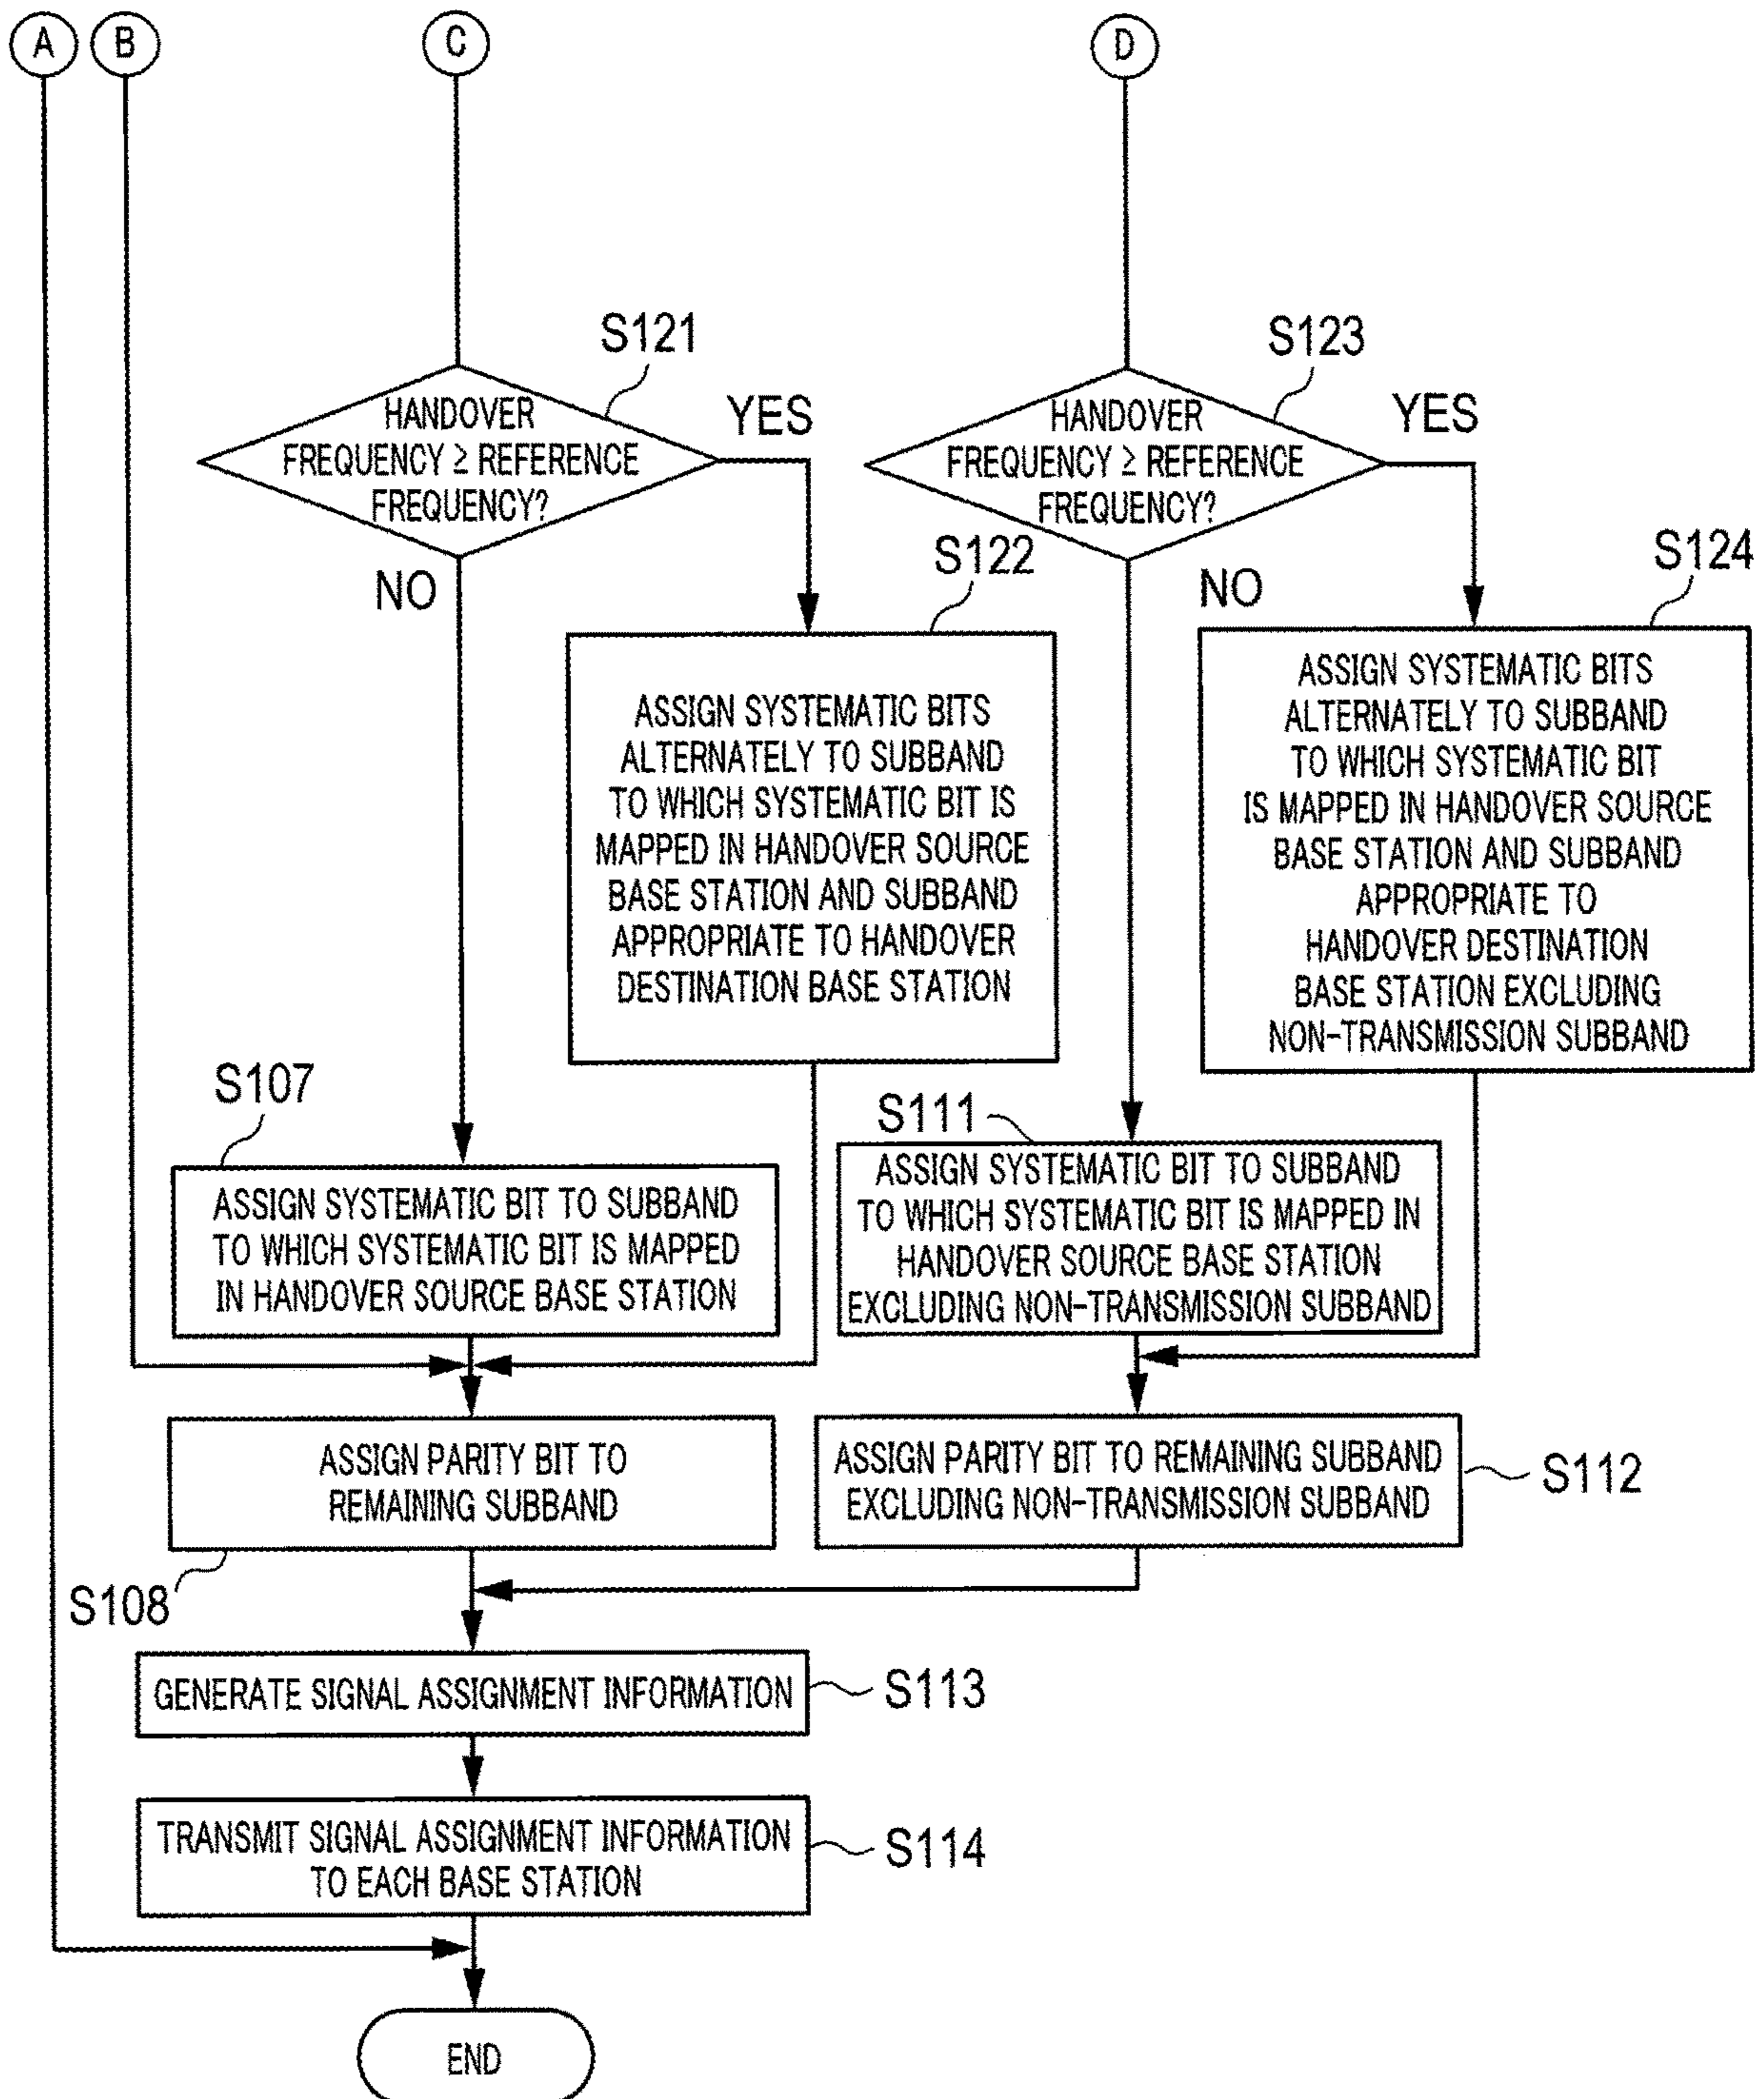 A
B
C
D
S121
HANDOVER
FREQUENCY ≥ REFERENCE
FREQUENCY?
YES
NO
S123
HANDOVER
FREQUENCY ≥ REFERENCE
FREQUENCY?
YES
NO
S122
ASSIGN SYSTEMATIC BITS
ALTERNATELY TO SUBBAND
TO WHICH SYSTEMATIC BIT IS
MAPPED IN HANDOVER SOURCE
BASE STATION AND SUBBAND
APPROPRIATE TO HANDOVER
DESTINATION BASE STATION
S124
ASSIGN SYSTEMATIC BITS
ALTERNATELY TO SUBBAND
TO WHICH SYSTEMATIC BIT
IS MAPPED IN HANDOVER SOURCE
BASE STATION AND SUBBAND
APPROPRIATE TO
HANDOVER DESTINATION
BASE STATION EXCLUDING
NON-TRANSMISSION SUBBAND
S107
ASSIGN SYSTEMATIC BIT TO SUBBAND
TO WHICH SYSTEMATIC BIT IS MAPPED
IN HANDOVER SOURCE BASE STATION
S111
ASSIGN SYSTEMATIC BIT TO SUBBAND
TO WHICH SYSTEMATIC BIT IS MAPPED IN
HANDOVER SOURCE BASE STATION
EXCLUDING NON-TRANSMISSION SUBBAND
ASSIGN PARITY BIT TO
REMAINING SUBBAND
S108
ASSIGN PARITY BIT TO REMAINING SUBBAND
EXCLUDING NON-TRANSMISSION SUBBAND
S112
GENERATE SIGNAL ASSIGNMENT INFORMATION
S113
TRANSMIT SIGNAL ASSIGNMENT INFORMATION
TO EACH BASE STATION
S114
END